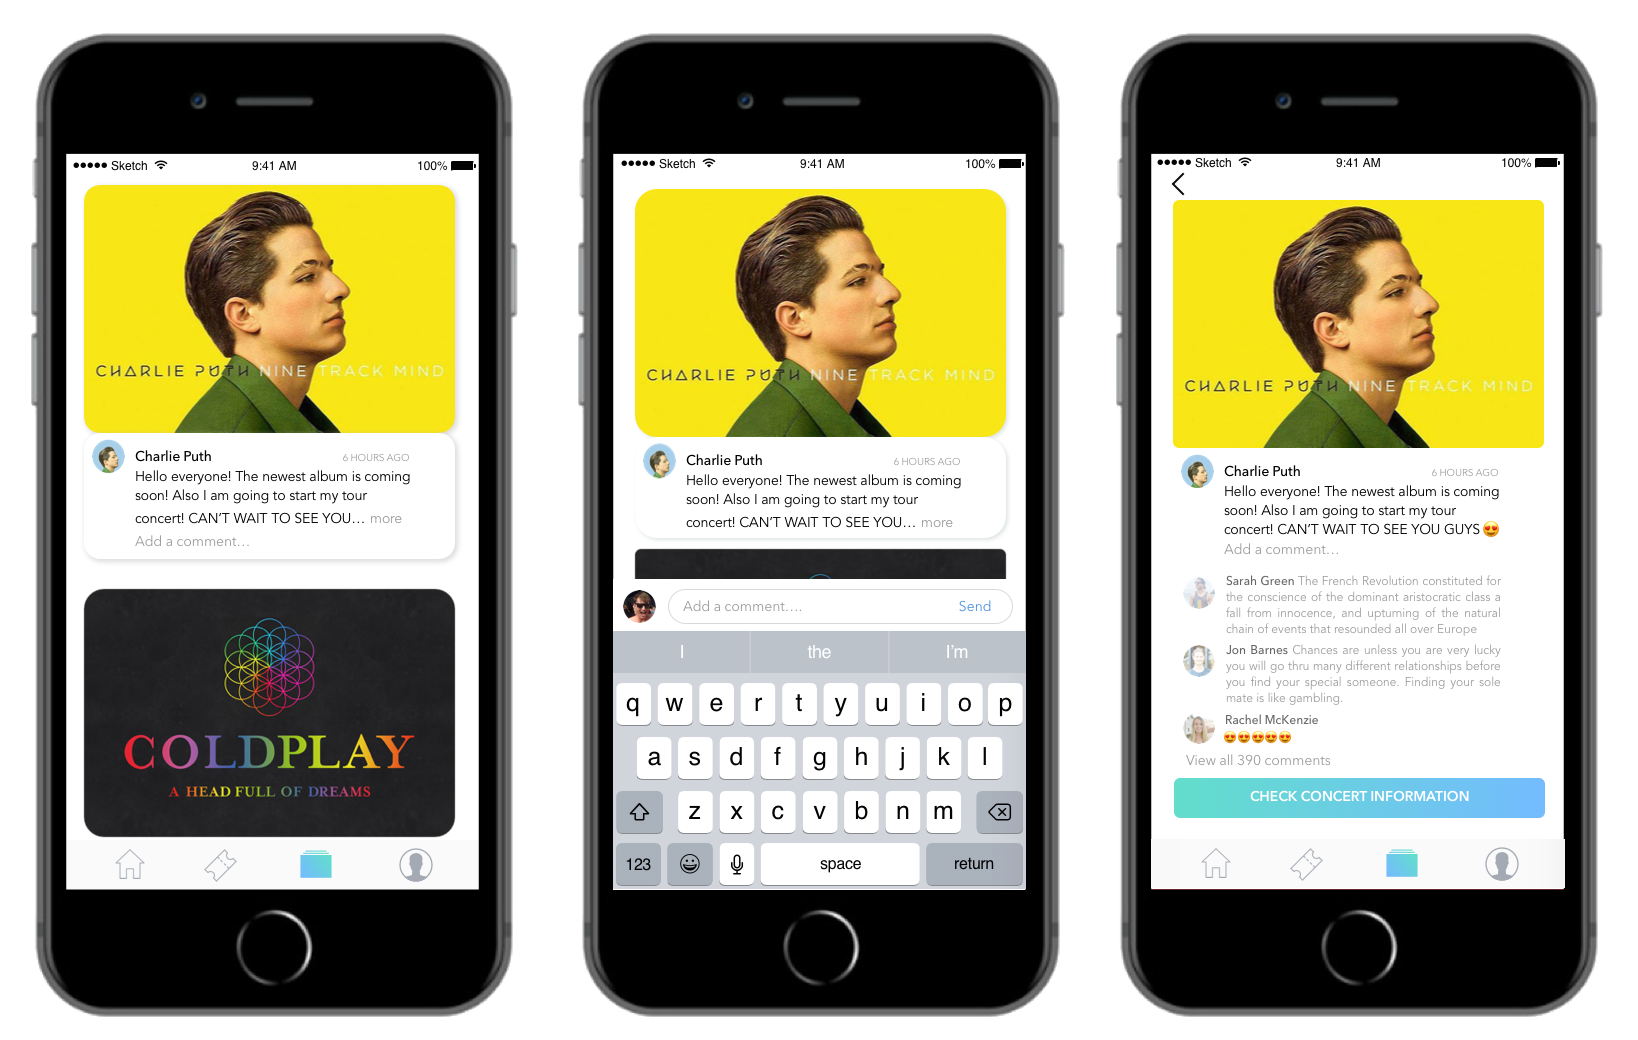 ●●●●● Sketch 9:41 AM 100%
CHARLIE PUTH NINE TRACK MIND
Charlie Puth 6 HOURS AGO
Hello everyone! The newest album is coming
soon! Also I am going to start my tour
concert! CAN'T WAIT TO SEE YOU... more
Add a comment...
COLDPLAY
A HEAD FULL OF DREAMS
●●●●● Sketch 9:41 AM 100%
CHARLIE PUTH NINE TRACK MIND
Charlie Puth 6 HOURS AGO
Hello everyone! The newest album is coming
soon! Also I am going to start my tour
concert! CAN'T WAIT TO SEE YOU... more
Add a comment.... Send
I the I'm
q w e r t y u i o p
a s d f g h j k l
z x c v b n m
123 space return
●●●●● Sketch 9:41 AM 100%
CHARLIE PUTH NINE TRACK MIND
Charlie Puth 6 HOURS AGO
Hello everyone! The newest album is coming
soon! Also I am going to start my tour
concert! CAN'T WAIT TO SEE YOU GUYS 😍
Add a comment...
Sarah Green The French Revolution constituted for
the conscience of the dominant aristocratic class a
fall from innocence, and upturning of the natural
chain of events that resounded all over Europe
Jon Barnes Chances are unless you are very lucky
you will go thru many different relationships before
you find your special someone. Finding your sole
mate is like gambling.
Rachel McKenzie
😍😍😍😍😍
View all 390 comments
CHECK CONCERT INFORMATION